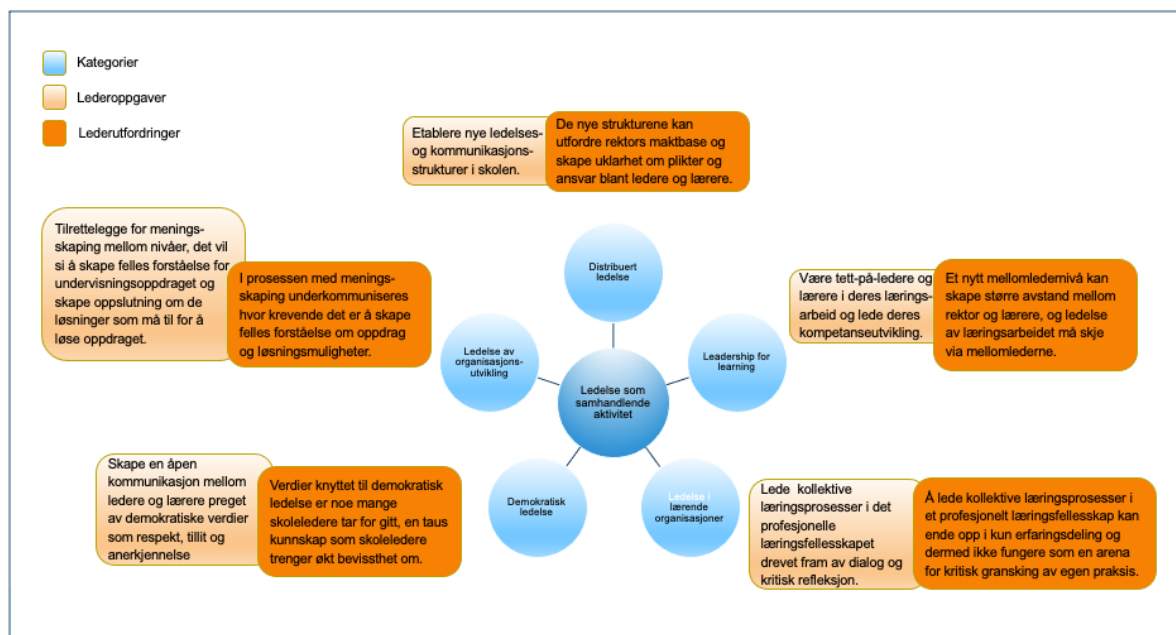 Kategorier
Lederoppgaver
Lederutfordringer
Etablere nye ledelses-
og kommunikasjons-
strukturer i skolen.
De nye strukturene kan
utfordre rektors maktbase og
skape uklarhet om plikter og
ansvar blant ledere og lærere.
Tilrettelegge for menings-
skaping mellom nivåer, det vil
si å skape felles forståelse for
undervisningsoppdraget og
skape oppslutning om de
løsninger som må til for å
løse oppdraget.
I prosessen med menings-
skaping underkommuniseres
hvor krevende det er å skape
felles forståelse om oppdrag
og løsningsmuligheter.
Distribuert
ledelse
Være tett-på-ledere og
lærere i deres lærings-
arbeid og lede deres
kompetanseutvikling.
Et nytt mellomledernivå kan
skape større avstand mellom
rektor og lærere, og ledelse
av læringsarbeidet må skje
via mellomlederne.
Ledelse av
organisasjons-
utvikling
Leadership for
learning
Ledelse som
samhandlende
aktivitet
Skape en åpen
kommunikasjon mellom
ledere og lærere preget
av demokratiske verdier
som respekt, tillit og
anerkjennelse
Verdier knyttet til demokratisk
ledelse er noe mange
skoleledere tar for gitt, en taus
kunnskap som skoleledere
trenger økt bevissthet om.
Demokratisk
ledelse
Ledelse i
lærende
organisasjoner
Lede kollektive
læringsprosesser i det
profesjonelle
læringsfellesskapet
drevet fram av dialog og
kritisk refleksjon.
Å lede kollektive læringsprosesser i
et profesjonelt læringsfellesskap kan
ende opp i kun erfaringsdeling og
dermed ikke fungere som en arena
for kritisk gransking av egen praksis.